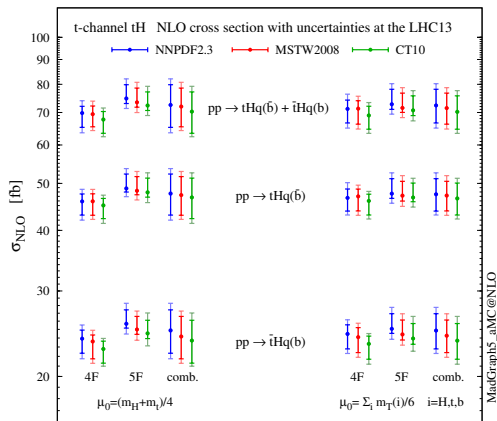 t-channel tH NLO cross section with uncertainties at the LHC13
NNPDF2.3 MSTW2008 CT10
100
90
80
70
60
50
40
30
20
σNLO [fb]
pp → tHq(b̄) + t̄Hq(b)
pp → tHq(b̄)
pp → t̄Hq(b)
4F 5F comb. 4F 5F comb.
μ0=(mH+mt)/4 μ0= Σi mT(i)/6 i=H,t,b
MadGraph5_aMC@NLO